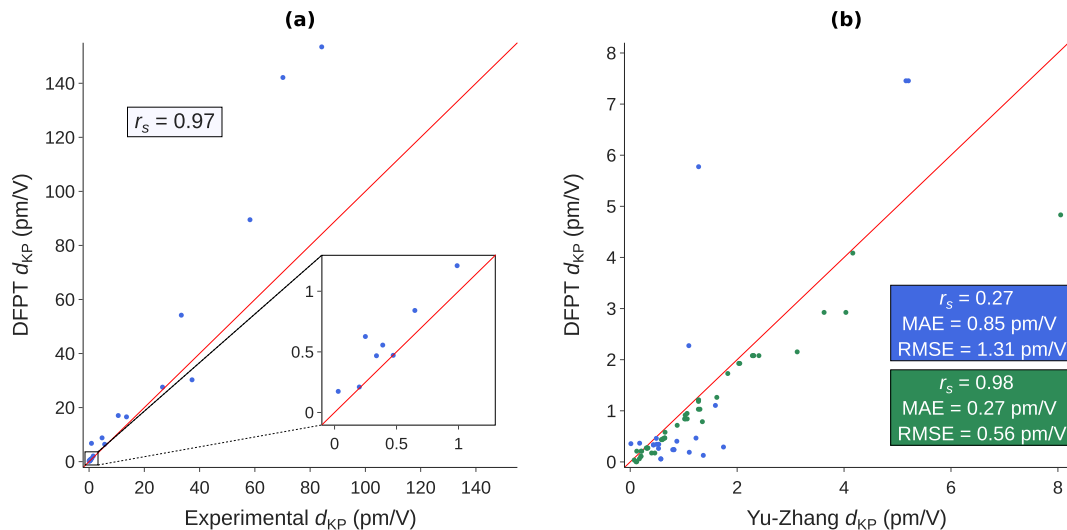 (a)
DFPT d_KP (pm/V)
140
120
100
80
60
40
20
0
r_s = 0.97
1
0.5
0
0
0.5
1
0
20
40
60
80
100
120
140
Experimental d_KP (pm/V)
(b)
DFPT d_KP (pm/V)
8
7
6
5
4
3
2
1
0
r_s = 0.27
MAE = 0.85 pm/V
RMSE = 1.31 pm/V
r_s = 0.98
MAE = 0.27 pm/V
RMSE = 0.56 pm/V
0
2
4
6
8
Yu-Zhang d_KP (pm/V)